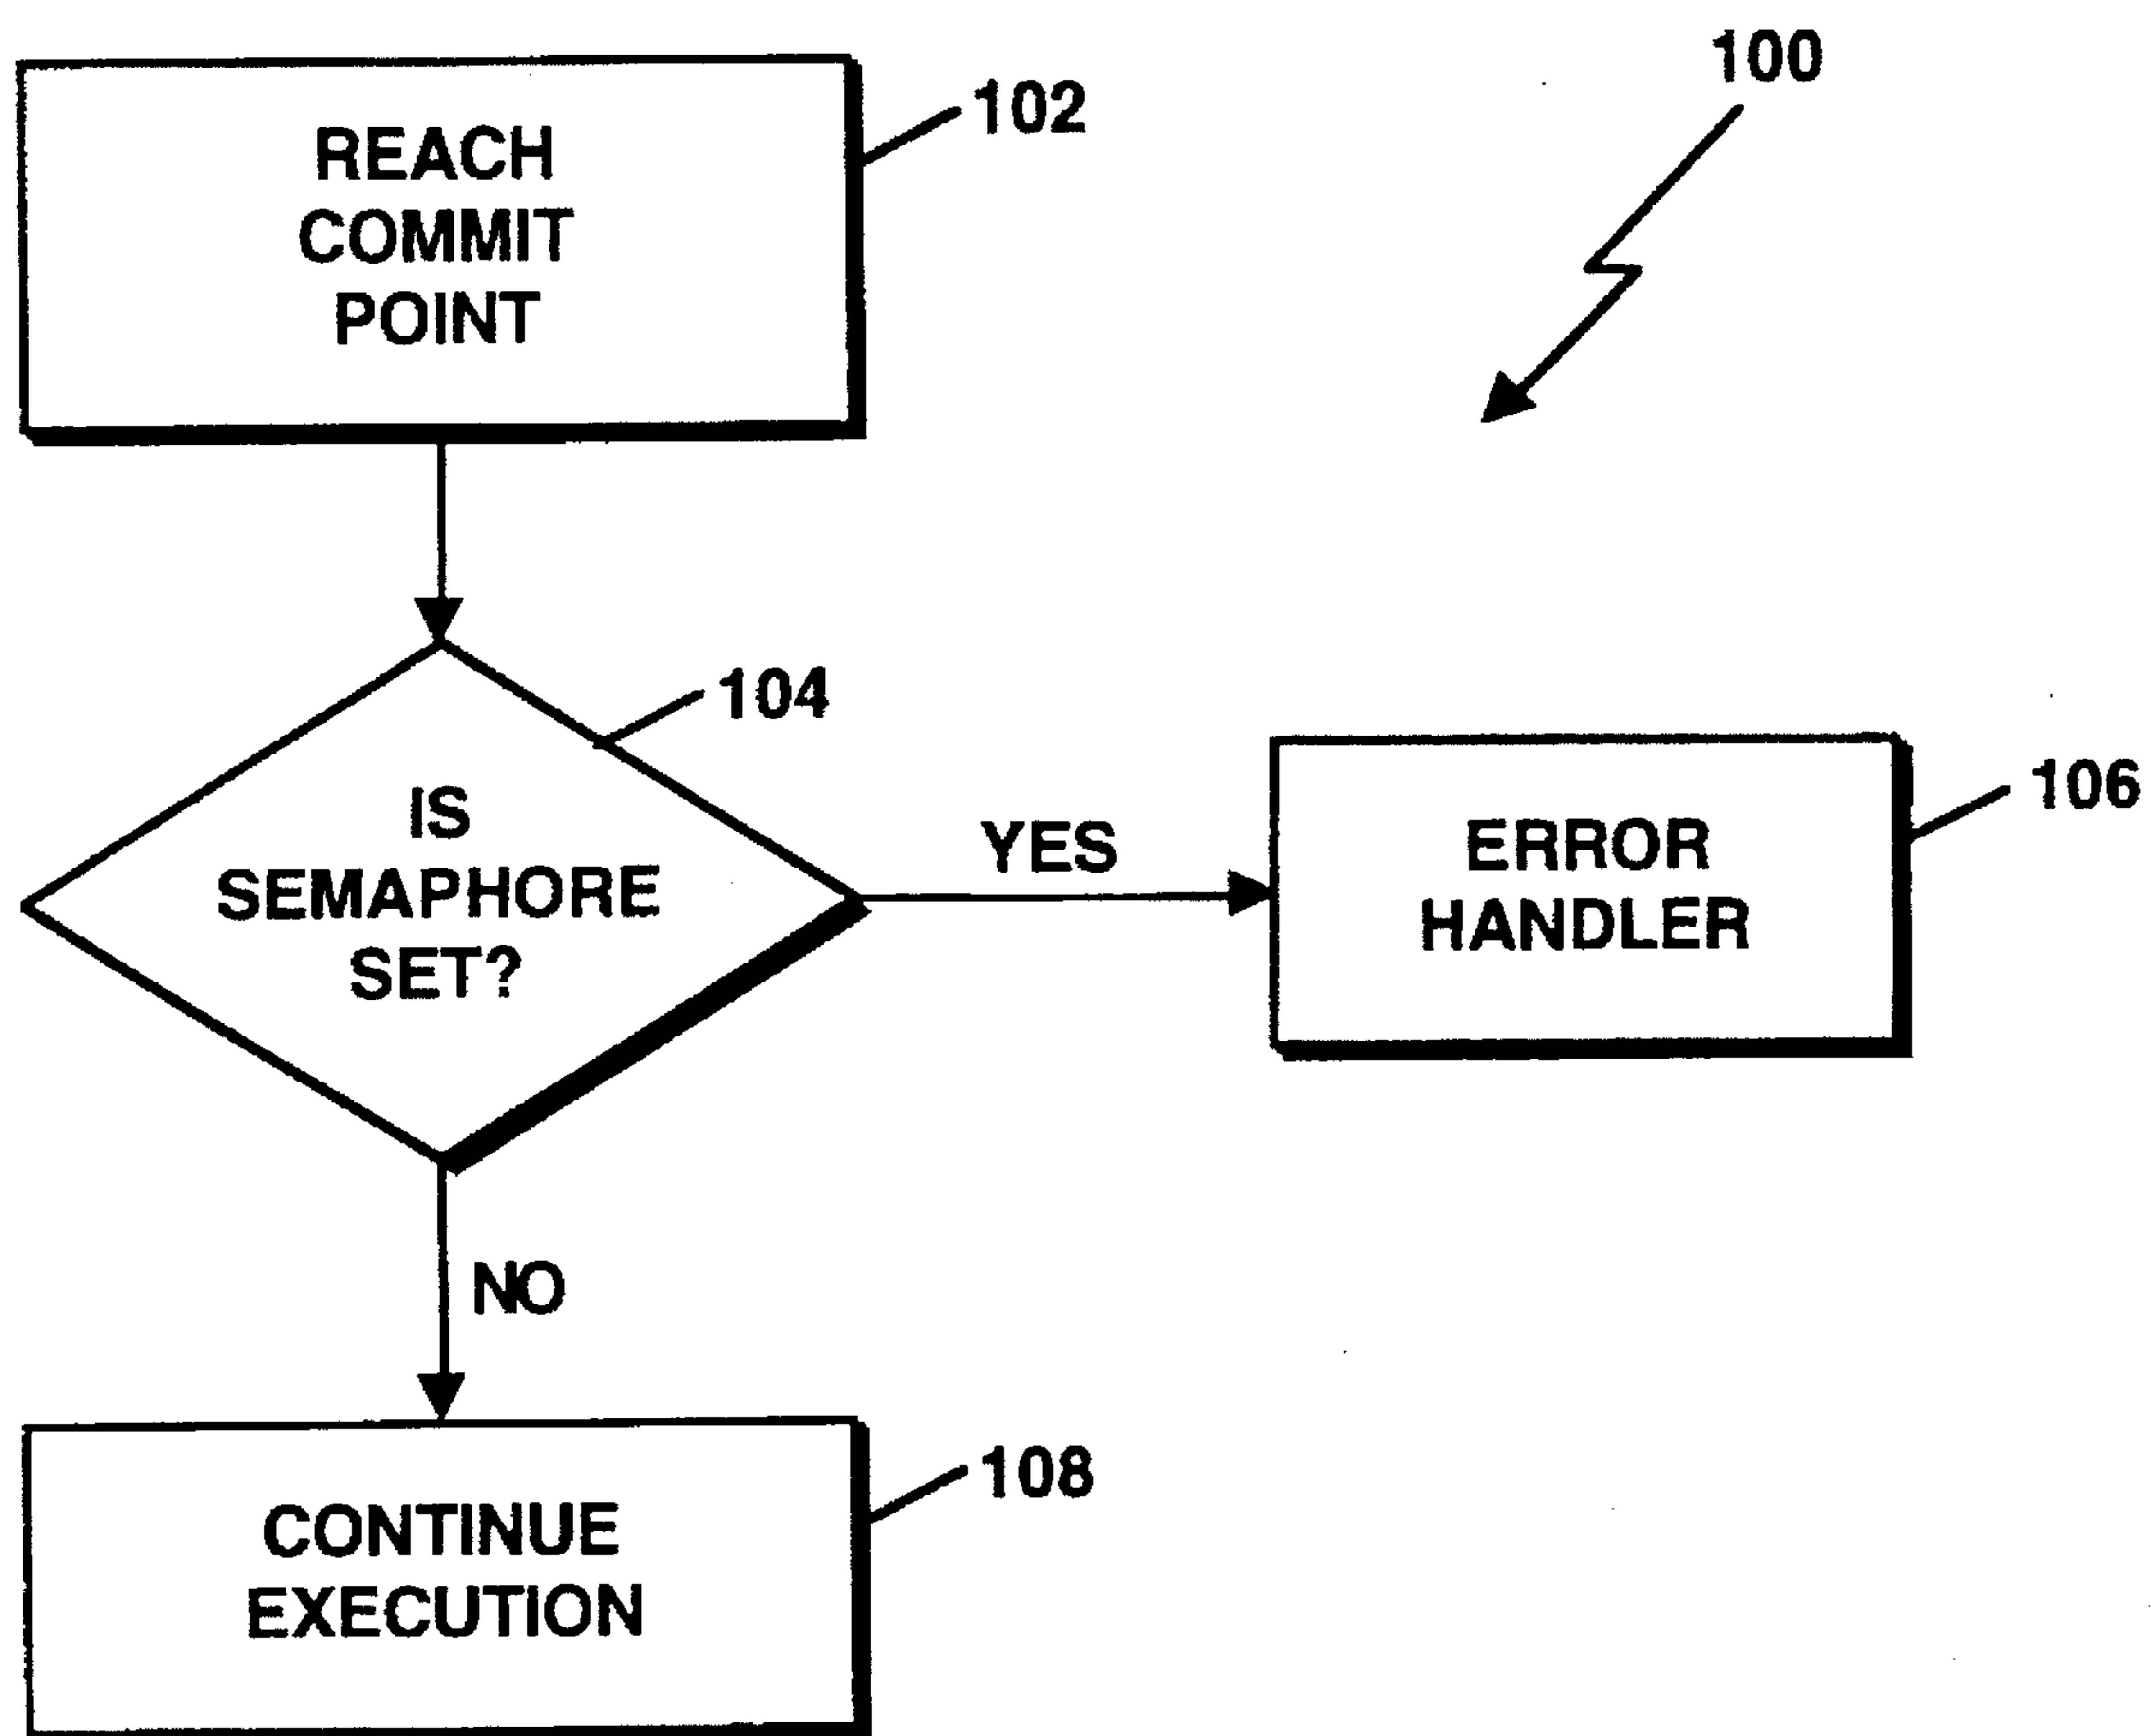 100
102
REACH
COMMIT
POINT
104
IS
SEMAPHORE
SET?
YES
106
ERROR
HANDLER
NO
108
CONTINUE
EXECUTION